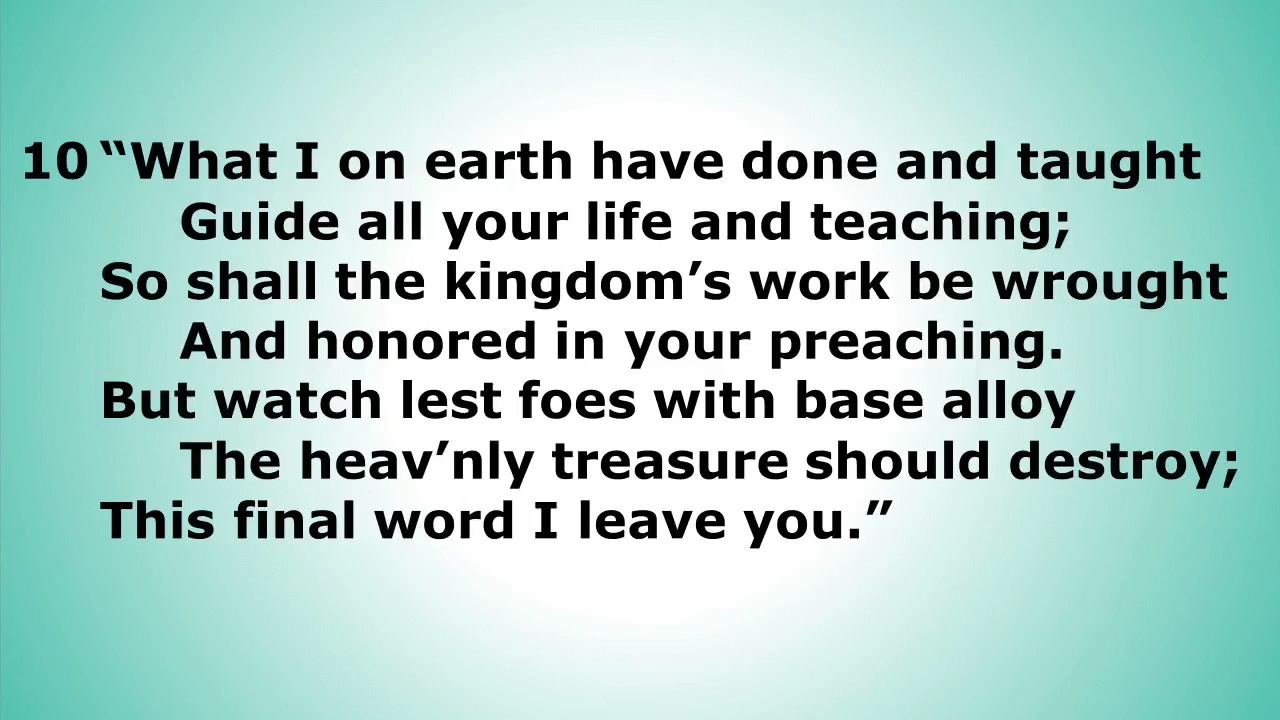 10 “What I on earth have done and taught
Guide all your life and teaching;
So shall the kingdom’s work be wrought
And honored in your preaching.
But watch lest foes with base alloy
The heav’nly treasure should destroy;
This final word I leave you.”